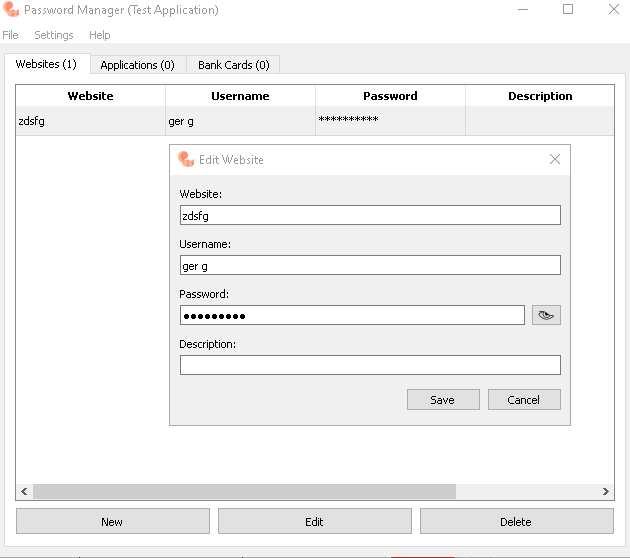 Password Manager (Test Application)
File Settings Help
Websites (1) Applications (0) Bank Cards (0)
Website Username Password Description
zdsfg ger g **********
Edit Website
Website:
zdsfg
Username:
ger g
Password:
●●●●●●●●●
Description:
Save Cancel
New Edit Delete